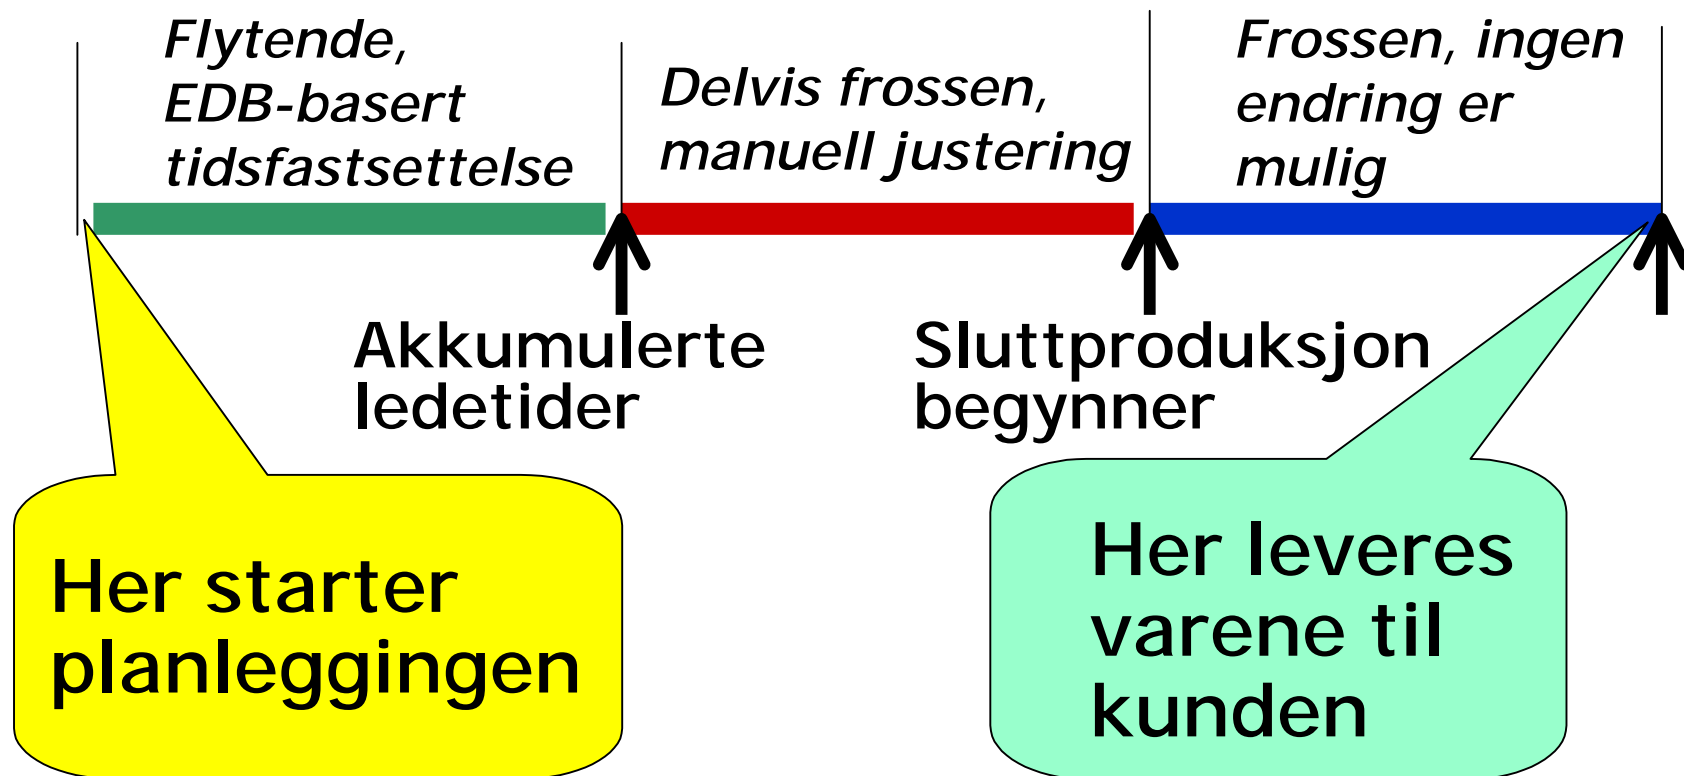 Flytende,
EDB-basert
tidsfastsettelse
Delvis frossen,
manuell justering
Frossen, ingen
endring er
mulig
Akkumulerte
ledetider
Sluttproduksjon
begynner
Her starter
planleggingen
Her leveres
varene til
kunden